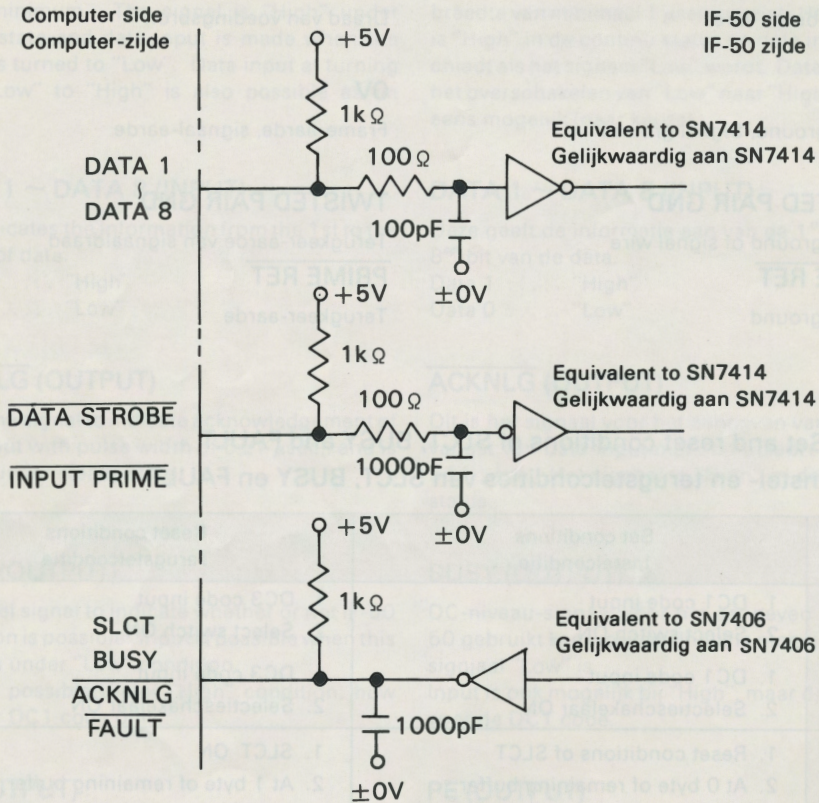 Computer side
Computer-zijde
IF-50 side
IF-50 zijde
+5V
1kΩ
Equivalent to SN7414
Gelijkwaardig aan SN7414
DATA 1
DATA 8
100Ω
100pF
±0V
+5V
1kΩ
Equivalent to SN7414
Gelijkwaardig aan SN7414
DATA STROBE
INPUT PRIME
100Ω
1000pF
±0V
+5V
1kΩ
Equivalent to SN7406
Gelijkwaardig aan SN7406
SLCT
BUSY
ACKNLG
FAULT
1000pF
±0V